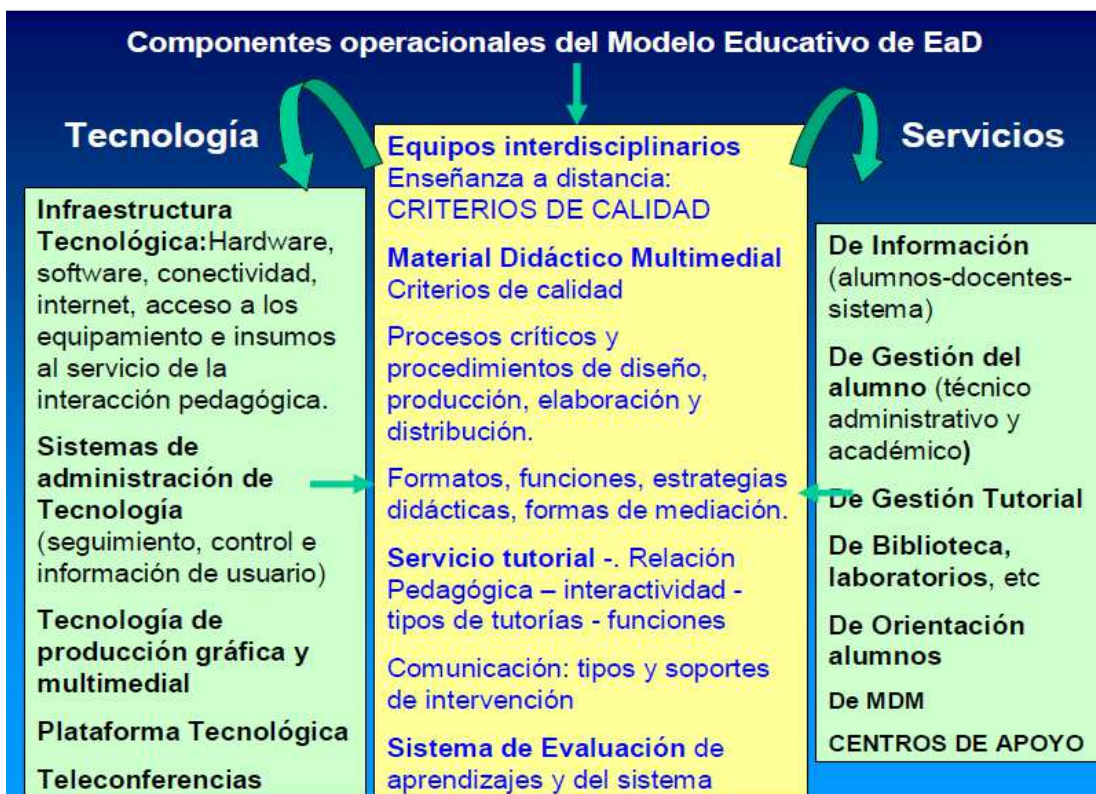 Componentes operacionales del Modelo Educativo de EaD
Tecnología
Infraestructura
Tecnológica:Hardware,
software, conectividad,
internet, acceso a los
equipamiento e insumos
al servicio de la
interacción pedagógica.
Sistemas de
administración de
Tecnología
(seguimiento, control e
información de usuario)
Tecnología de
producción gráfica y
multimedial
Plataforma Tecnológica
Teleconferencias
Equipos interdisciplinarios
Enseñanza a distancia:
CRITERIOS DE CALIDAD
Material Didáctico Multimedial
Criterios de calidad
Procesos críticos y
procedimientos de diseño,
producción, elaboración y
distribución.
Formatos, funciones, estrategias
didácticas, formas de mediación.
Servicio tutorial -. Relación
Pedagógica – interactividad -
tipos de tutorías - funciones
Comunicación: tipos y soportes
de intervención
Sistema de Evaluación de
aprendizajes y del sistema
Servicios
De Información
(alumnos-docentes-
sistema)
De Gestión del
alumno (técnico
administrativo y
académico)
De Gestión Tutorial
De Biblioteca,
laboratorios, etc
De Orientación
alumnos
De MDM
CENTROS DE APOYO